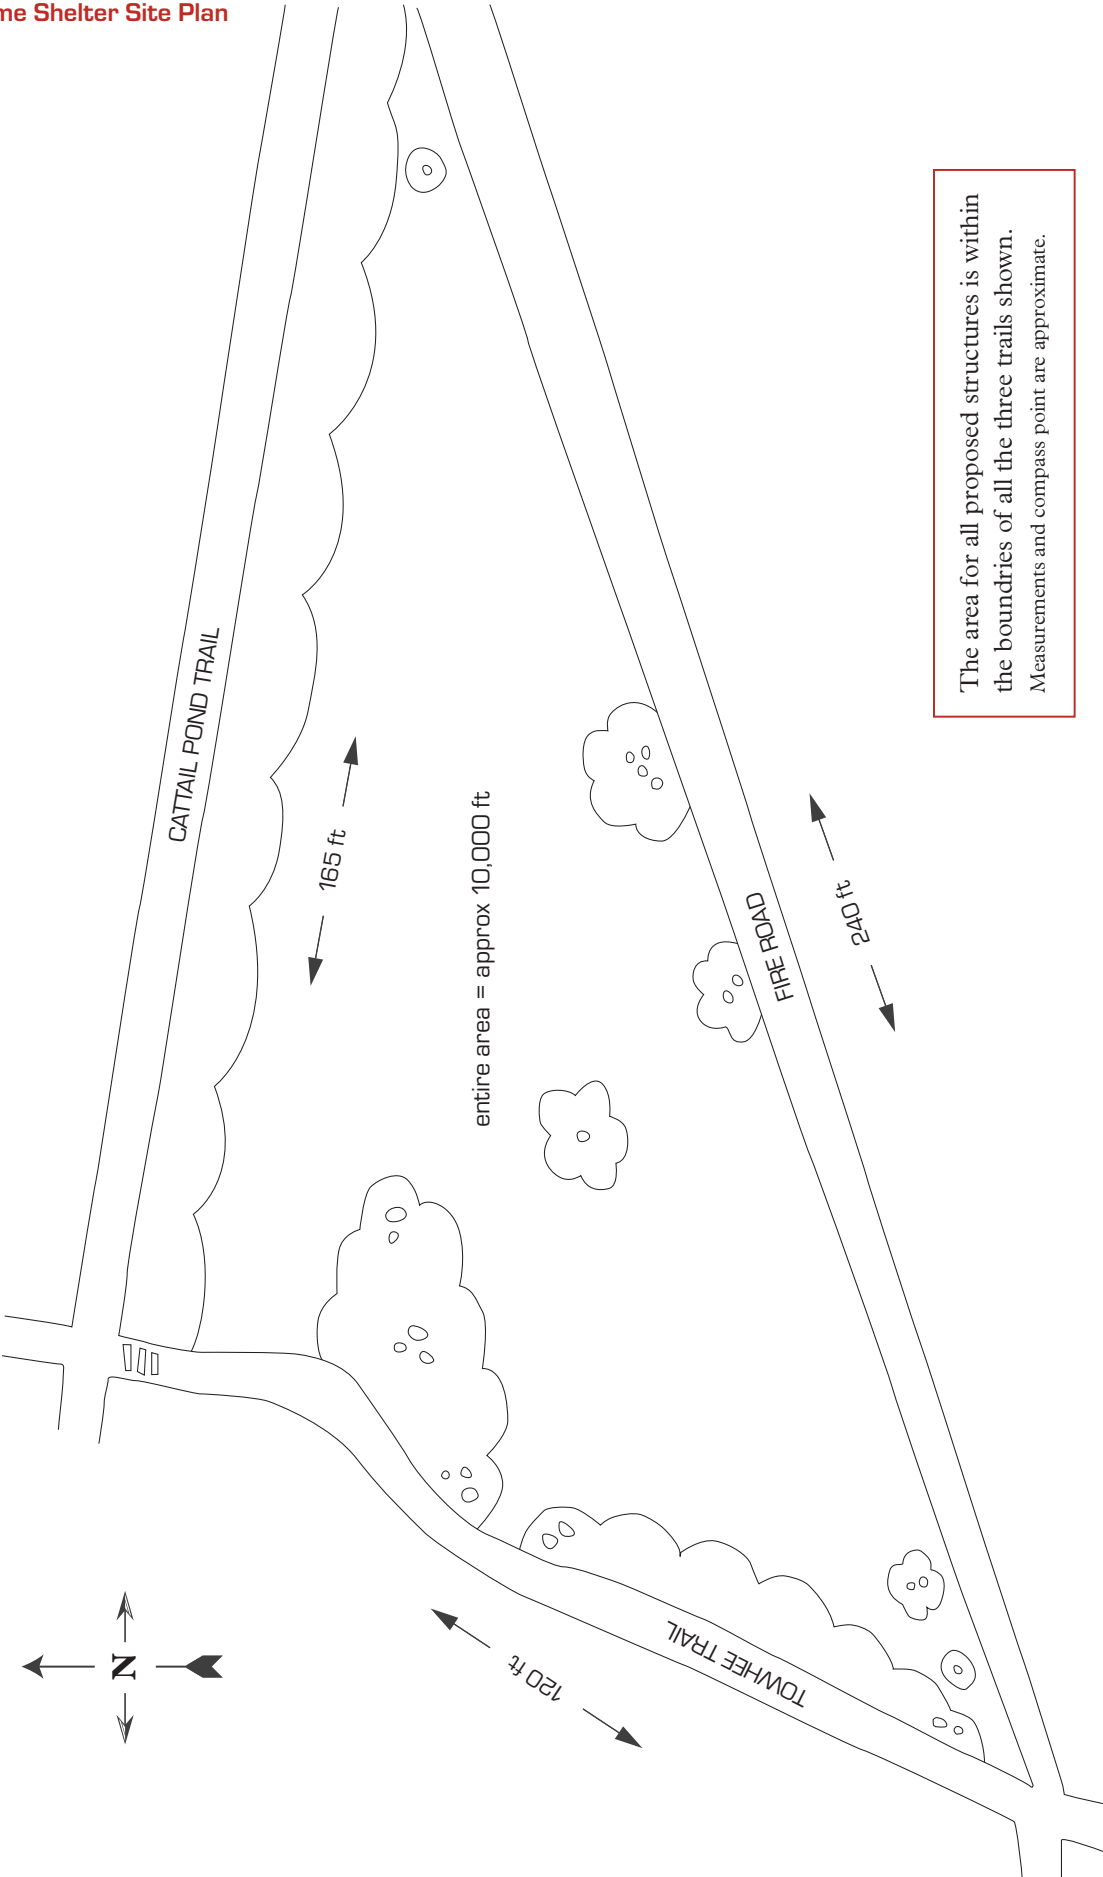 me Shelter Site Plan
The area for all proposed structures is within
the boundries of all the three trails shown.
Measurements and compass point are approximate.
CATTAIL POND TRAIL
165 ft
entire area = approx 10,000 ft
FIRE ROAD
240 ft
TOWHEE TRAIL
120 ft
N